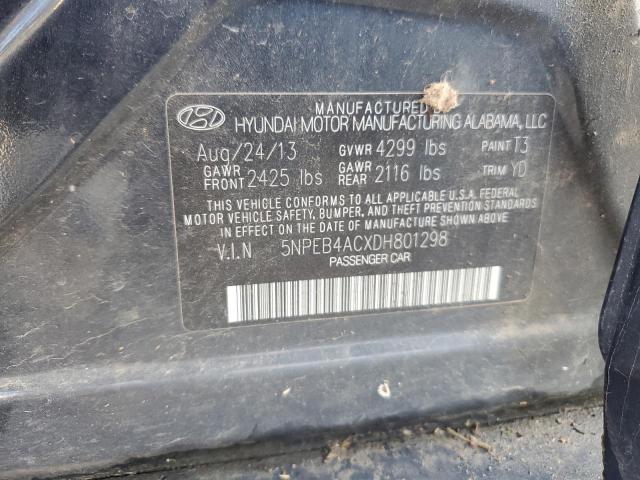 MANUFACTURED
HYUNDAI MOTOR MANUFACTURING ALABAMA, LLC
Aug/24/13 GVWR 4299 lbs PAINT T3
GAWR FRONT 2425 lbs GAWR REAR 2116 lbs TRIM YD
THIS VEHICLE CONFORMS TO ALL APPLICABLE U.S.A. FEDERAL
MOTOR VEHICLE SAFETY, BUMPER, AND THEFT PREVENTION STANDARDS
IN EFFECT ON THE DATE OF MANUFACTURE SHOWN ABOVE.
V.I.N 5NPEB4ACXDH801298
PASSENGER CAR